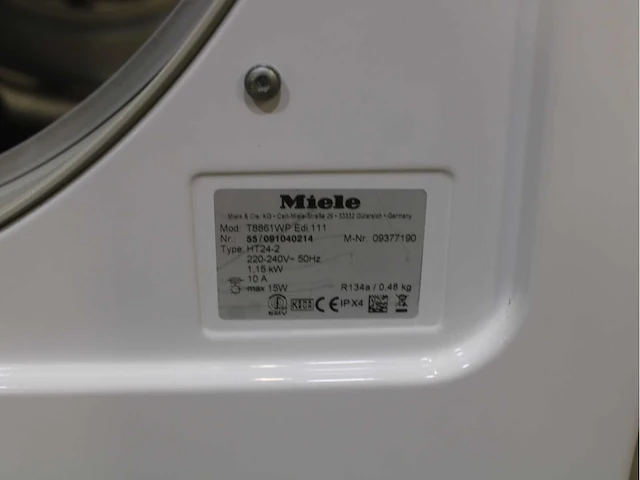 Miele
Miele & Cie. KG • Carl-Miele-Straße 29 • 33332 Gütersloh • Germany
Mod: T8861WP Edi.111
Nr.: 55/091040214 M-Nr. 09377190
Type: HT24-2
220-240V~ 50Hz
1,15 kW
10 A
max 15W R134a / 0.48 kg
CE IPX4